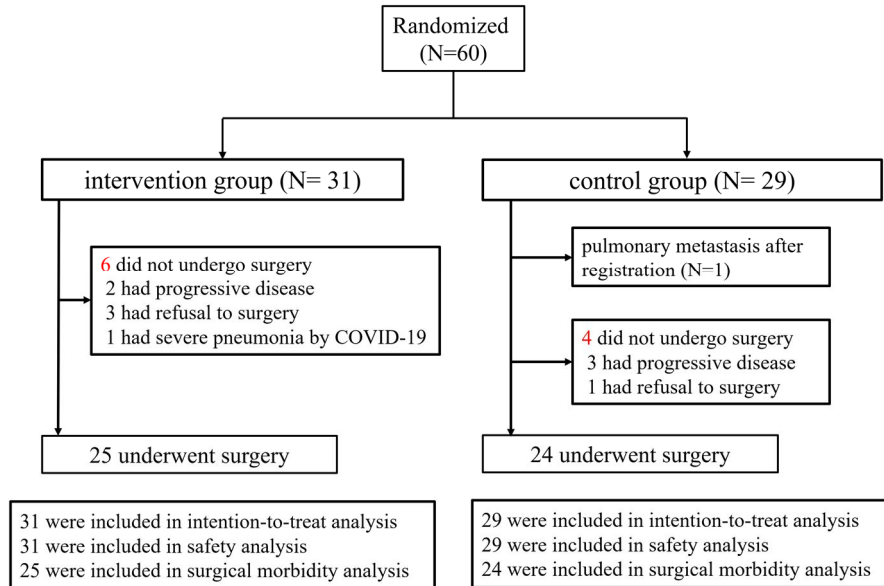 Randomized
(N=60)
intervention group (N= 31)
control group (N= 29)
6 did not undergo surgery
2 had progressive disease
3 had refusal to surgery
1 had severe pneumonia by COVID-19
pulmonary metastasis after
registration (N=1)
4 did not undergo surgery
3 had progressive disease
1 had refusal to surgery
25 underwent surgery
24 underwent surgery
31 were included in intention-to-treat analysis
31 were included in safety analysis
25 were included in surgical morbidity analysis
29 were included in intention-to-treat analysis
29 were included in safety analysis
24 were included in surgical morbidity analysis